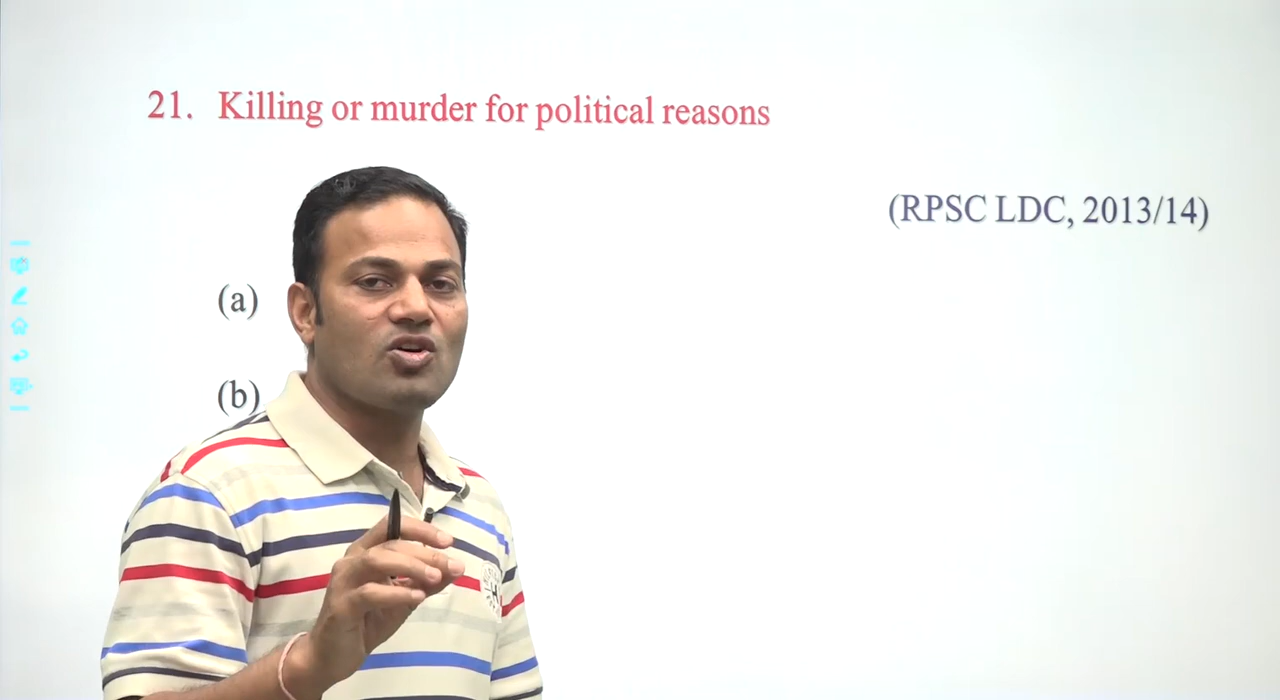 21. Killing or murder for political reasons
(RPSC LDC, 2013/14)
(a)
(b)